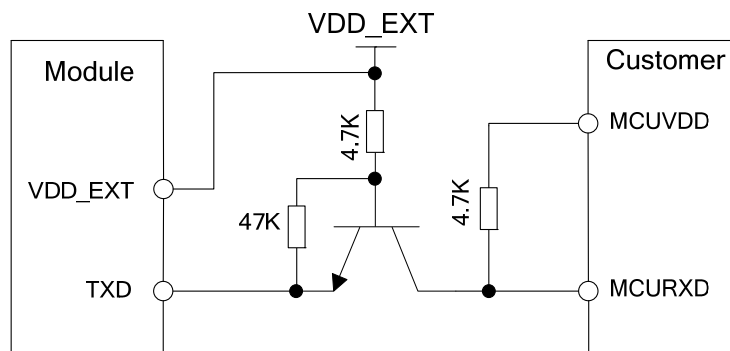 VDD_EXT
Module
Customer
4.7K
MCUVDD
VDD_EXT
47K
4.7K
TXD
MCURXD